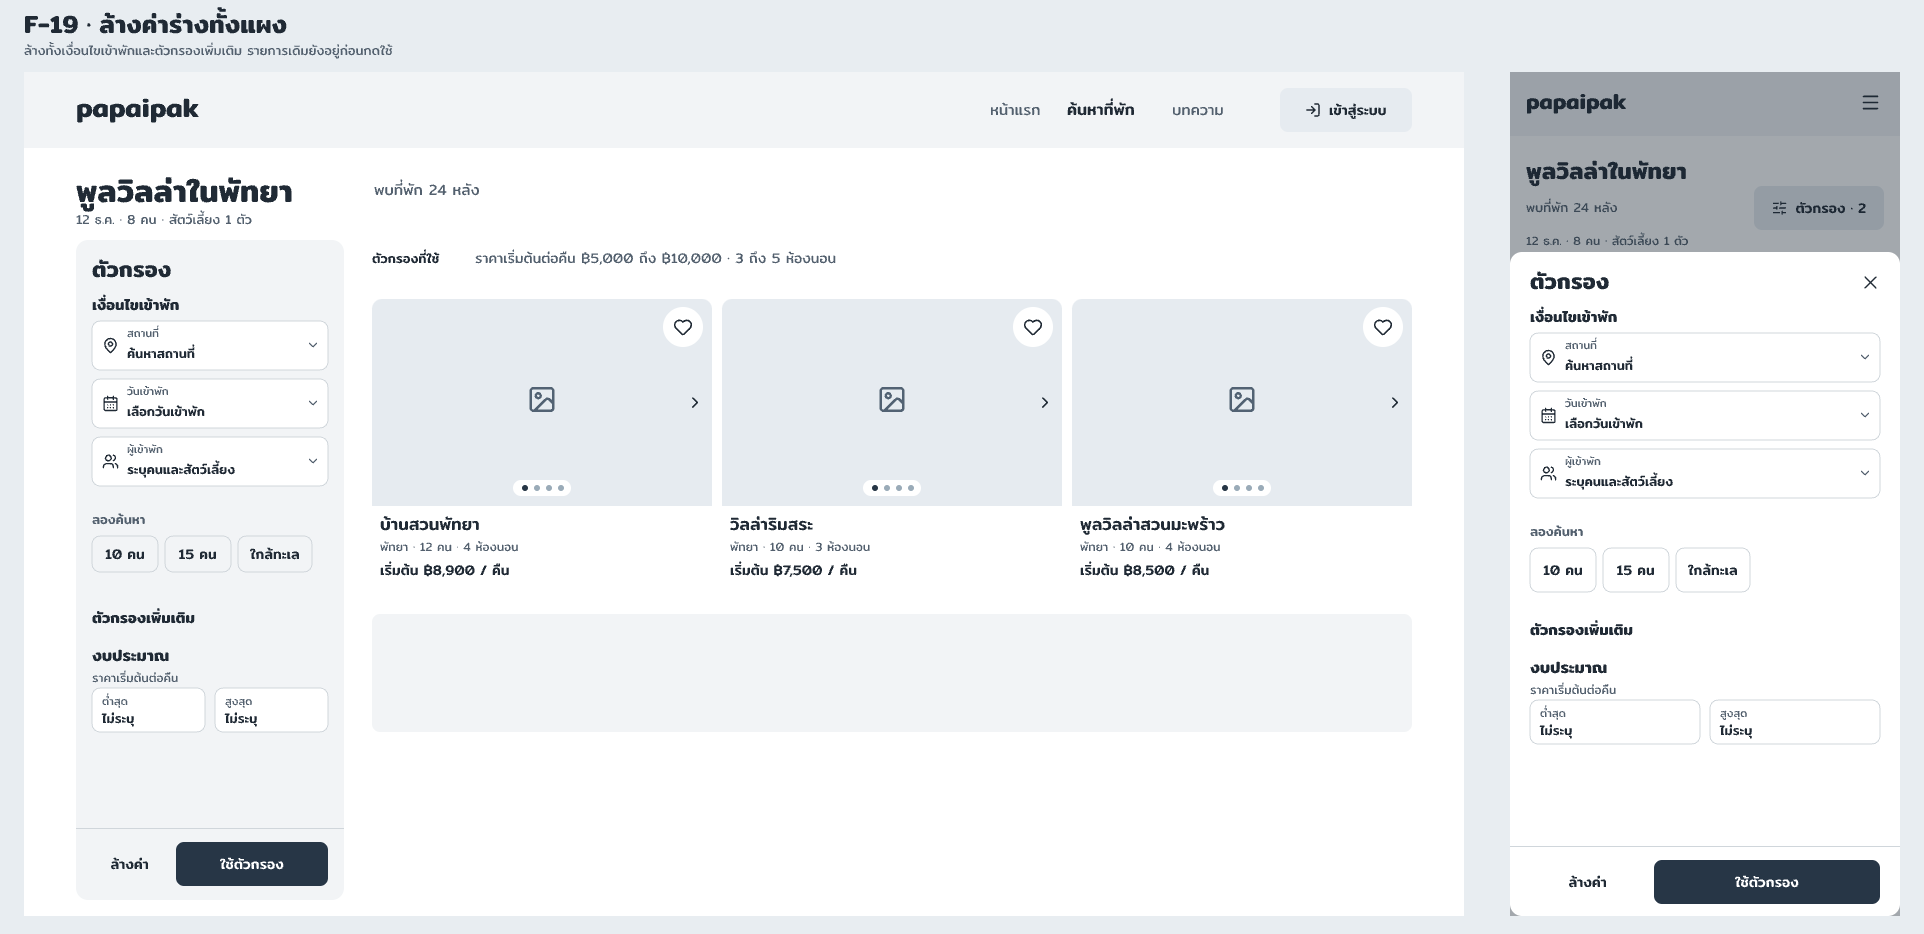 F-19 · ล้างค่าร่างทั้งแผง
ล้างทั้งเงื่อนไขเข้าพักและตัวกรองเพิ่มเติม รายการเดิมยังอยู่ก่อนกดใช้
papaipak
หน้าแรก
ค้นหาที่พัก
บทความ
เข้าสู่ระบบ
พูลวิลล่าในพัทยา
12 ธ.ค. · 8 คน · สัตว์เลี้ยง 1 ตัว
พบที่พัก 24 หลัง
ตัวกรอง
เงื่อนไขเข้าพัก
สถานที่
ค้นหาสถานที่
วันเข้าพัก
เลือกวันเข้าพัก
ผู้เข้าพัก
ระบุคนและสัตว์เลี้ยง
ลองค้นหา
10 คน
15 คน
ใกล้ทะเล
ตัวกรองเพิ่มเติม
งบประมาณ
ราคาเริ่มต้นต่อคืน
ต่ำสุด
ไม่ระบุ
สูงสุด
ไม่ระบุ
ล้างค่า
ใช้ตัวกรอง
ตัวกรองที่ใช้
ราคาเริ่มต้นต่อคืน ฿5,000 ถึง ฿10,000 · 3 ถึง 5 ห้องนอน
บ้านสวนพัทยา
พัทยา · 12 คน · 4 ห้องนอน
เริ่มต้น ฿8,900 / คืน
วิลล่าริมสระ
พัทยา · 10 คน · 3 ห้องนอน
เริ่มต้น ฿7,500 / คืน
พูลวิลล่าสวนมะพร้าว
พัทยา · 10 คน · 4 ห้องนอน
เริ่มต้น ฿8,500 / คืน
papaipak
พูลวิลล่าในพัทยา
พบที่พัก 24 หลัง
ตัวกรอง · 2
12 ธ.ค. · 8 คน · สัตว์เลี้ยง 1 ตัว
ตัวกรอง
เงื่อนไขเข้าพัก
สถานที่
ค้นหาสถานที่
วันเข้าพัก
เลือกวันเข้าพัก
ผู้เข้าพัก
ระบุคนและสัตว์เลี้ยง
ลองค้นหา
10 คน
15 คน
ใกล้ทะเล
ตัวกรองเพิ่มเติม
งบประมาณ
ราคาเริ่มต้นต่อคืน
ต่ำสุด
ไม่ระบุ
สูงสุด
ไม่ระบุ
ล้างค่า
ใช้ตัวกรอง